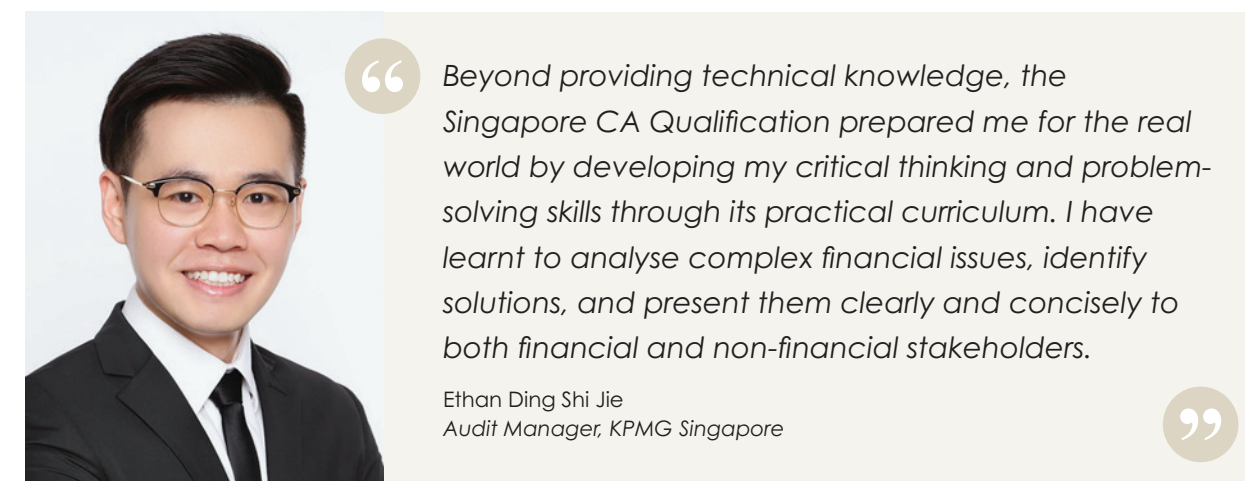 “
Beyond providing technical knowledge, the
Singapore CA Qualification prepared me for the real
world by developing my critical thinking and problem-
solving skills through its practical curriculum. I have
learnt to analyse complex financial issues, identify
solutions, and present them clearly and concisely to
both financial and non-financial stakeholders.
Ethan Ding Shi Jie
Audit Manager, KPMG Singapore
”